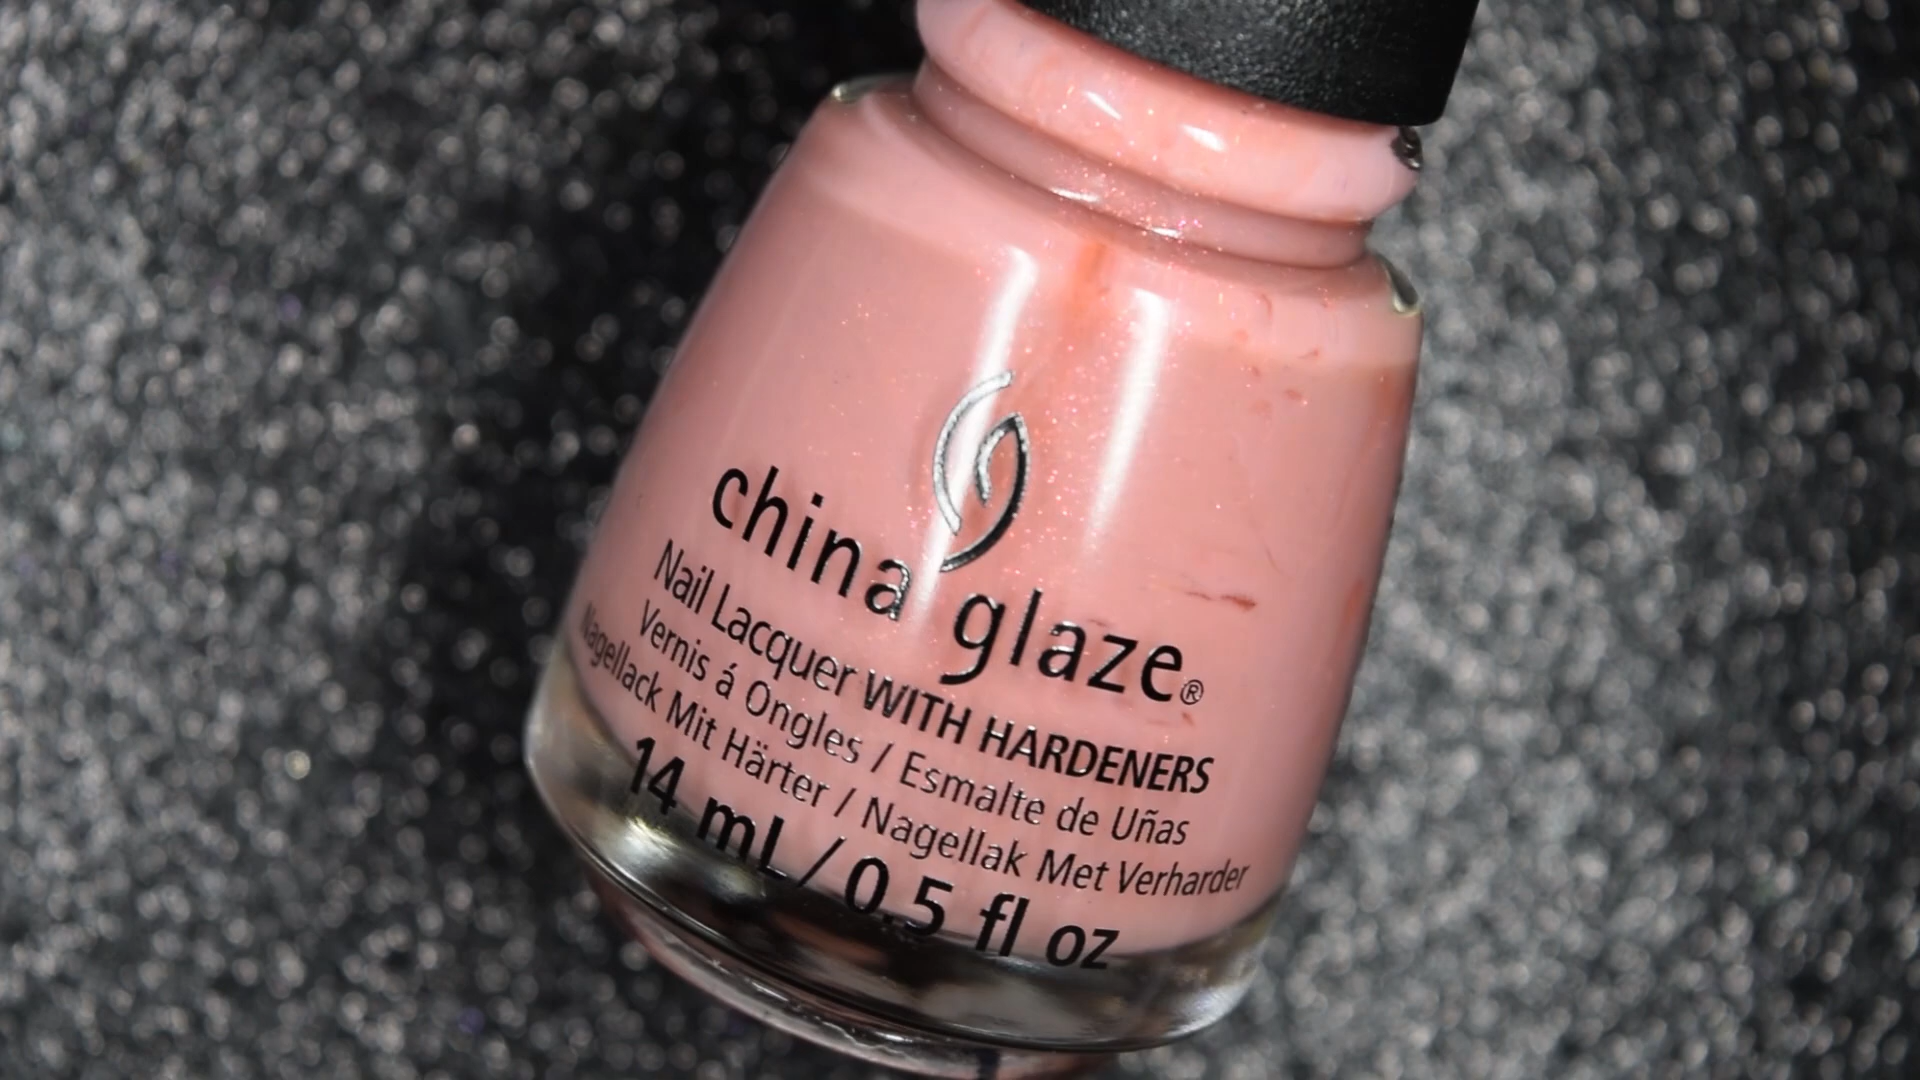 china glaze®
Nail Lacquer WITH HARDENERS
Vernis á Ongles / Esmalte de Uñas
Nagellack Mit Härter / Nagellak Met Verharder
14 mL / 0.5 fl oz